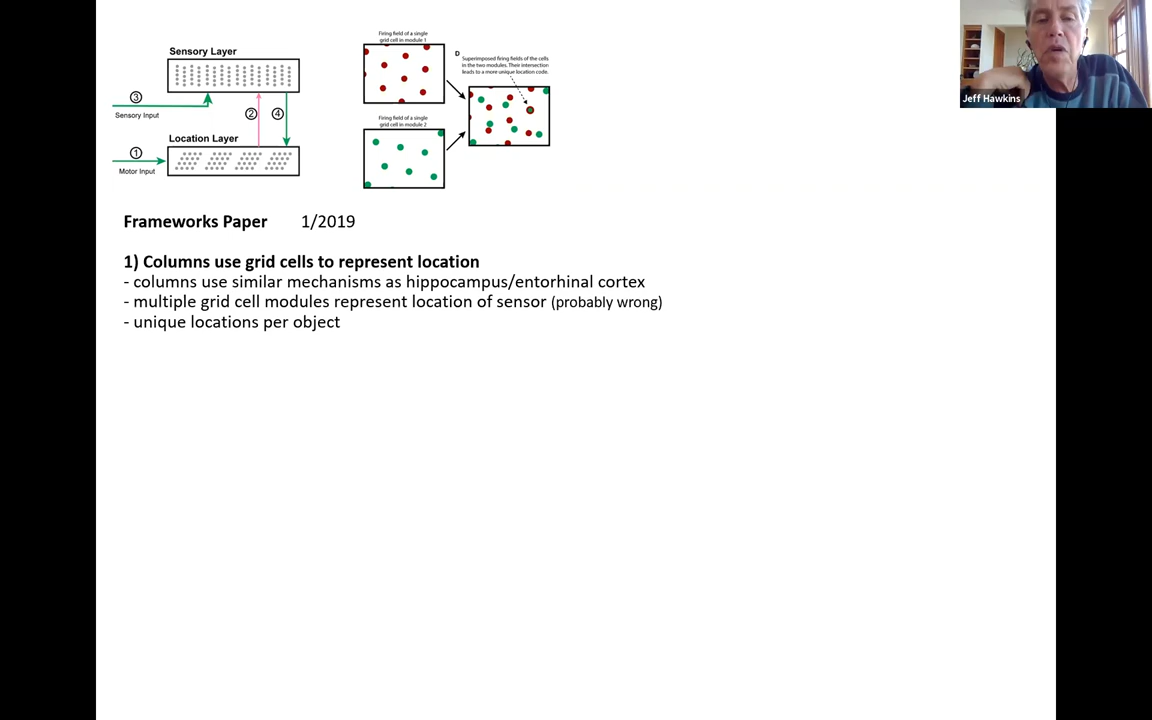 Sensory Layer
③
Sensory Input
② ④
Location Layer
①
Motor Input
Firing field of a single
grid cell in module 1
D
Superimposed firing fields of the cells
in the two modules. Their intersection
leads to a more unique location code.
Firing field of a single
grid cell in module 2
Jeff Hawkins
Frameworks Paper 1/2019
1) Columns use grid cells to represent location
- columns use similar mechanisms as hippocampus/entorhinal cortex
- multiple grid cell modules represent location of sensor (probably wrong)
- unique locations per object